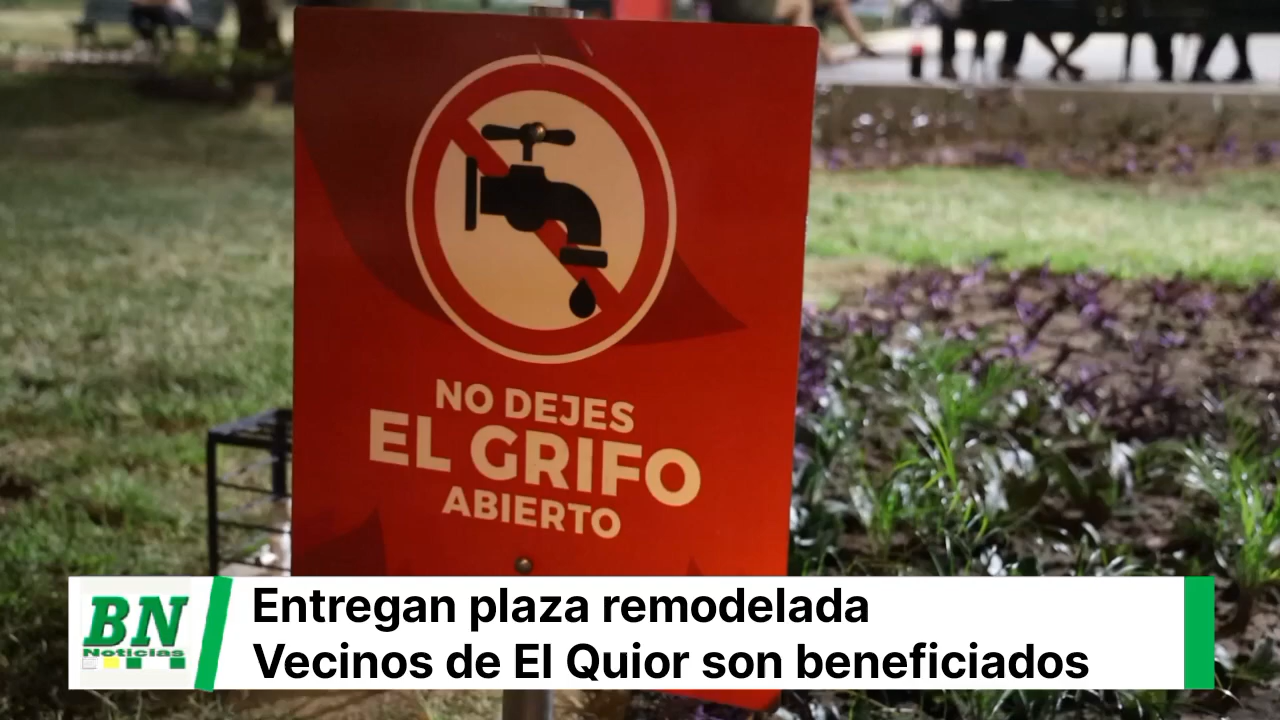 NO DEJES
EL GRIFO
ABIERTO
BN
Noticias
Entregan plaza remodelada
Vecinos de El Quior son beneficiados